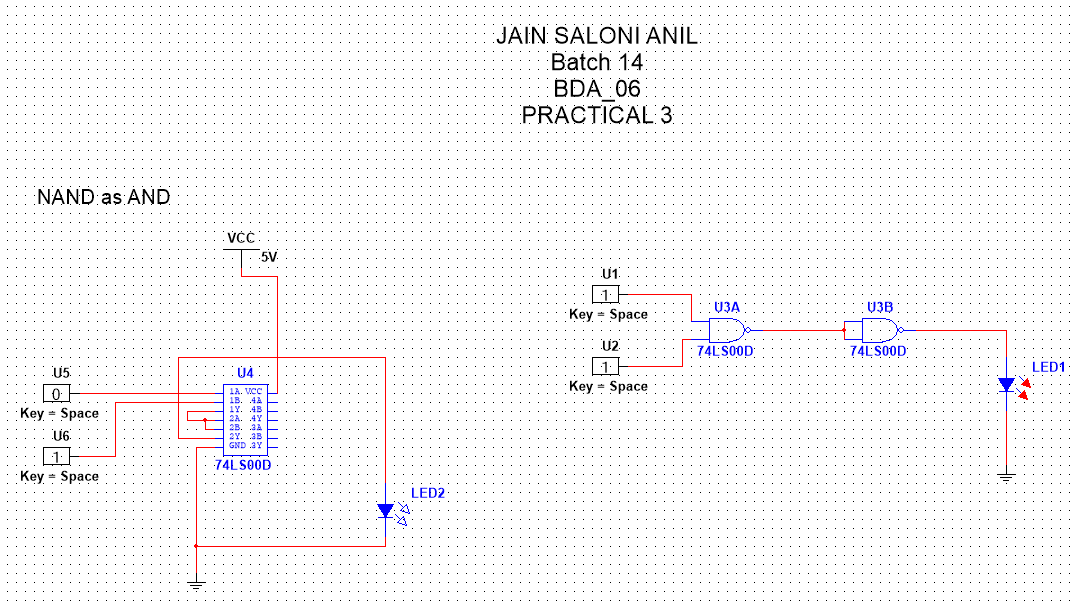 JAIN SALONI ANIL
Batch 14
BDA_06
PRACTICAL 3
NAND as AND
VCC
5V
U5
0
Key = Space
U6
1
Key = Space
U4
1A VCC
1B 4A
1Y 4B
2A 4Y
2B 3A
2Y 3B
GND 3Y
74LS00D
LED2
U1
1
Key = Space
U2
1
Key = Space
U3A
74LS00D
U3B
74LS00D
LED1